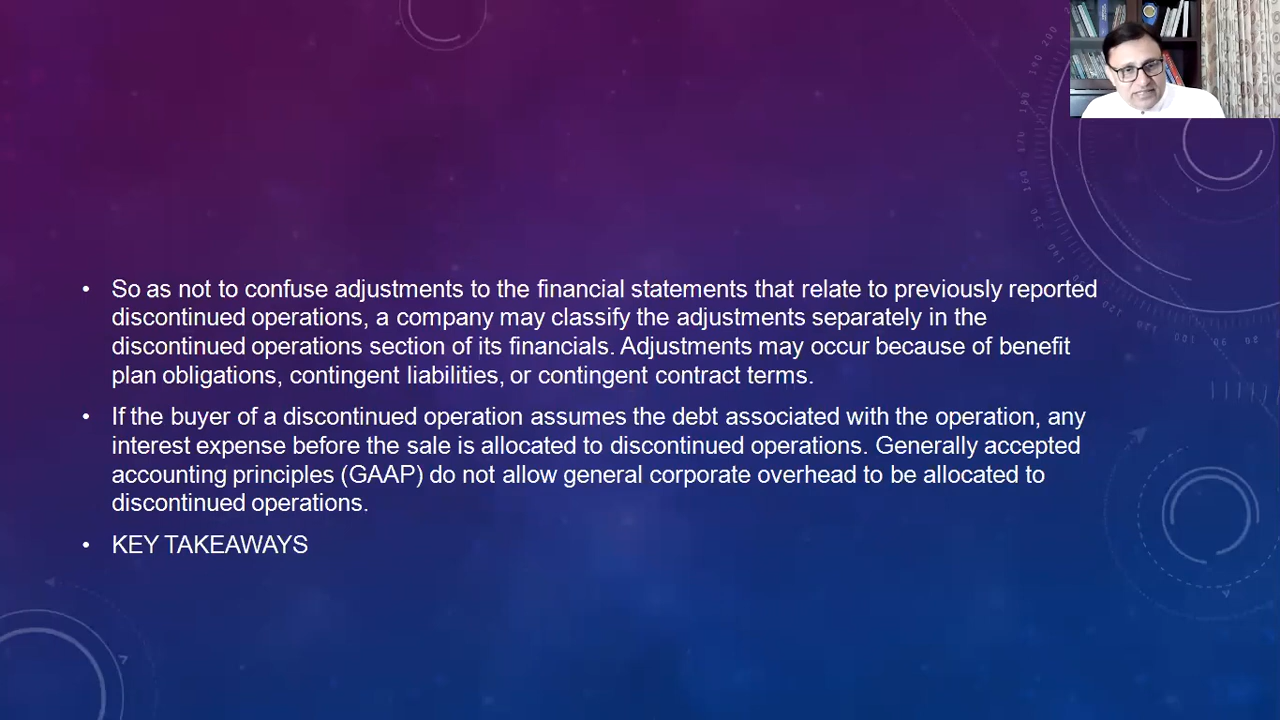 • So as not to confuse adjustments to the financial statements that relate to previously reported
discontinued operations, a company may classify the adjustments separately in the
discontinued operations section of its financials. Adjustments may occur because of benefit
plan obligations, contingent liabilities, or contingent contract terms.
• If the buyer of a discontinued operation assumes the debt associated with the operation, any
interest expense before the sale is allocated to discontinued operations. Generally accepted
accounting principles (GAAP) do not allow general corporate overhead to be allocated to
discontinued operations.
• KEY TAKEAWAYS